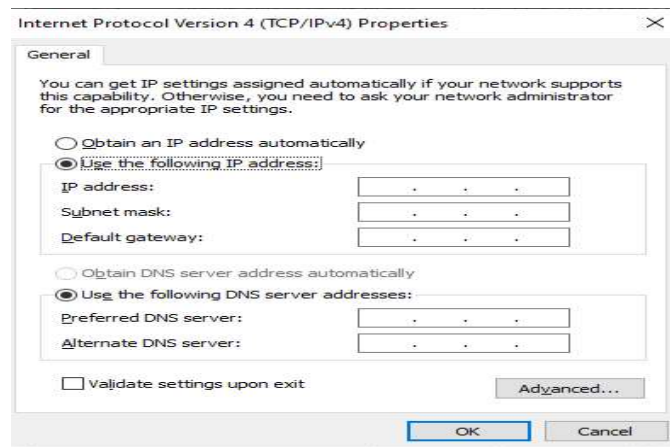 Internet Protocol Version 4 (TCP/IPv4) Properties
General
You can get IP settings assigned automatically if your network supports
this capability. Otherwise, you need to ask your network administrator
for the appropriate IP settings.
Obtain an IP address automatically
Use the following IP address:
IP address: . . .
Subnet mask: . . .
Default gateway: . . .
Obtain DNS server address automatically
Use the following DNS server addresses:
Preferred DNS server: . . .
Alternate DNS server: . . .
Validate settings upon exit
Advanced...
OK Cancel